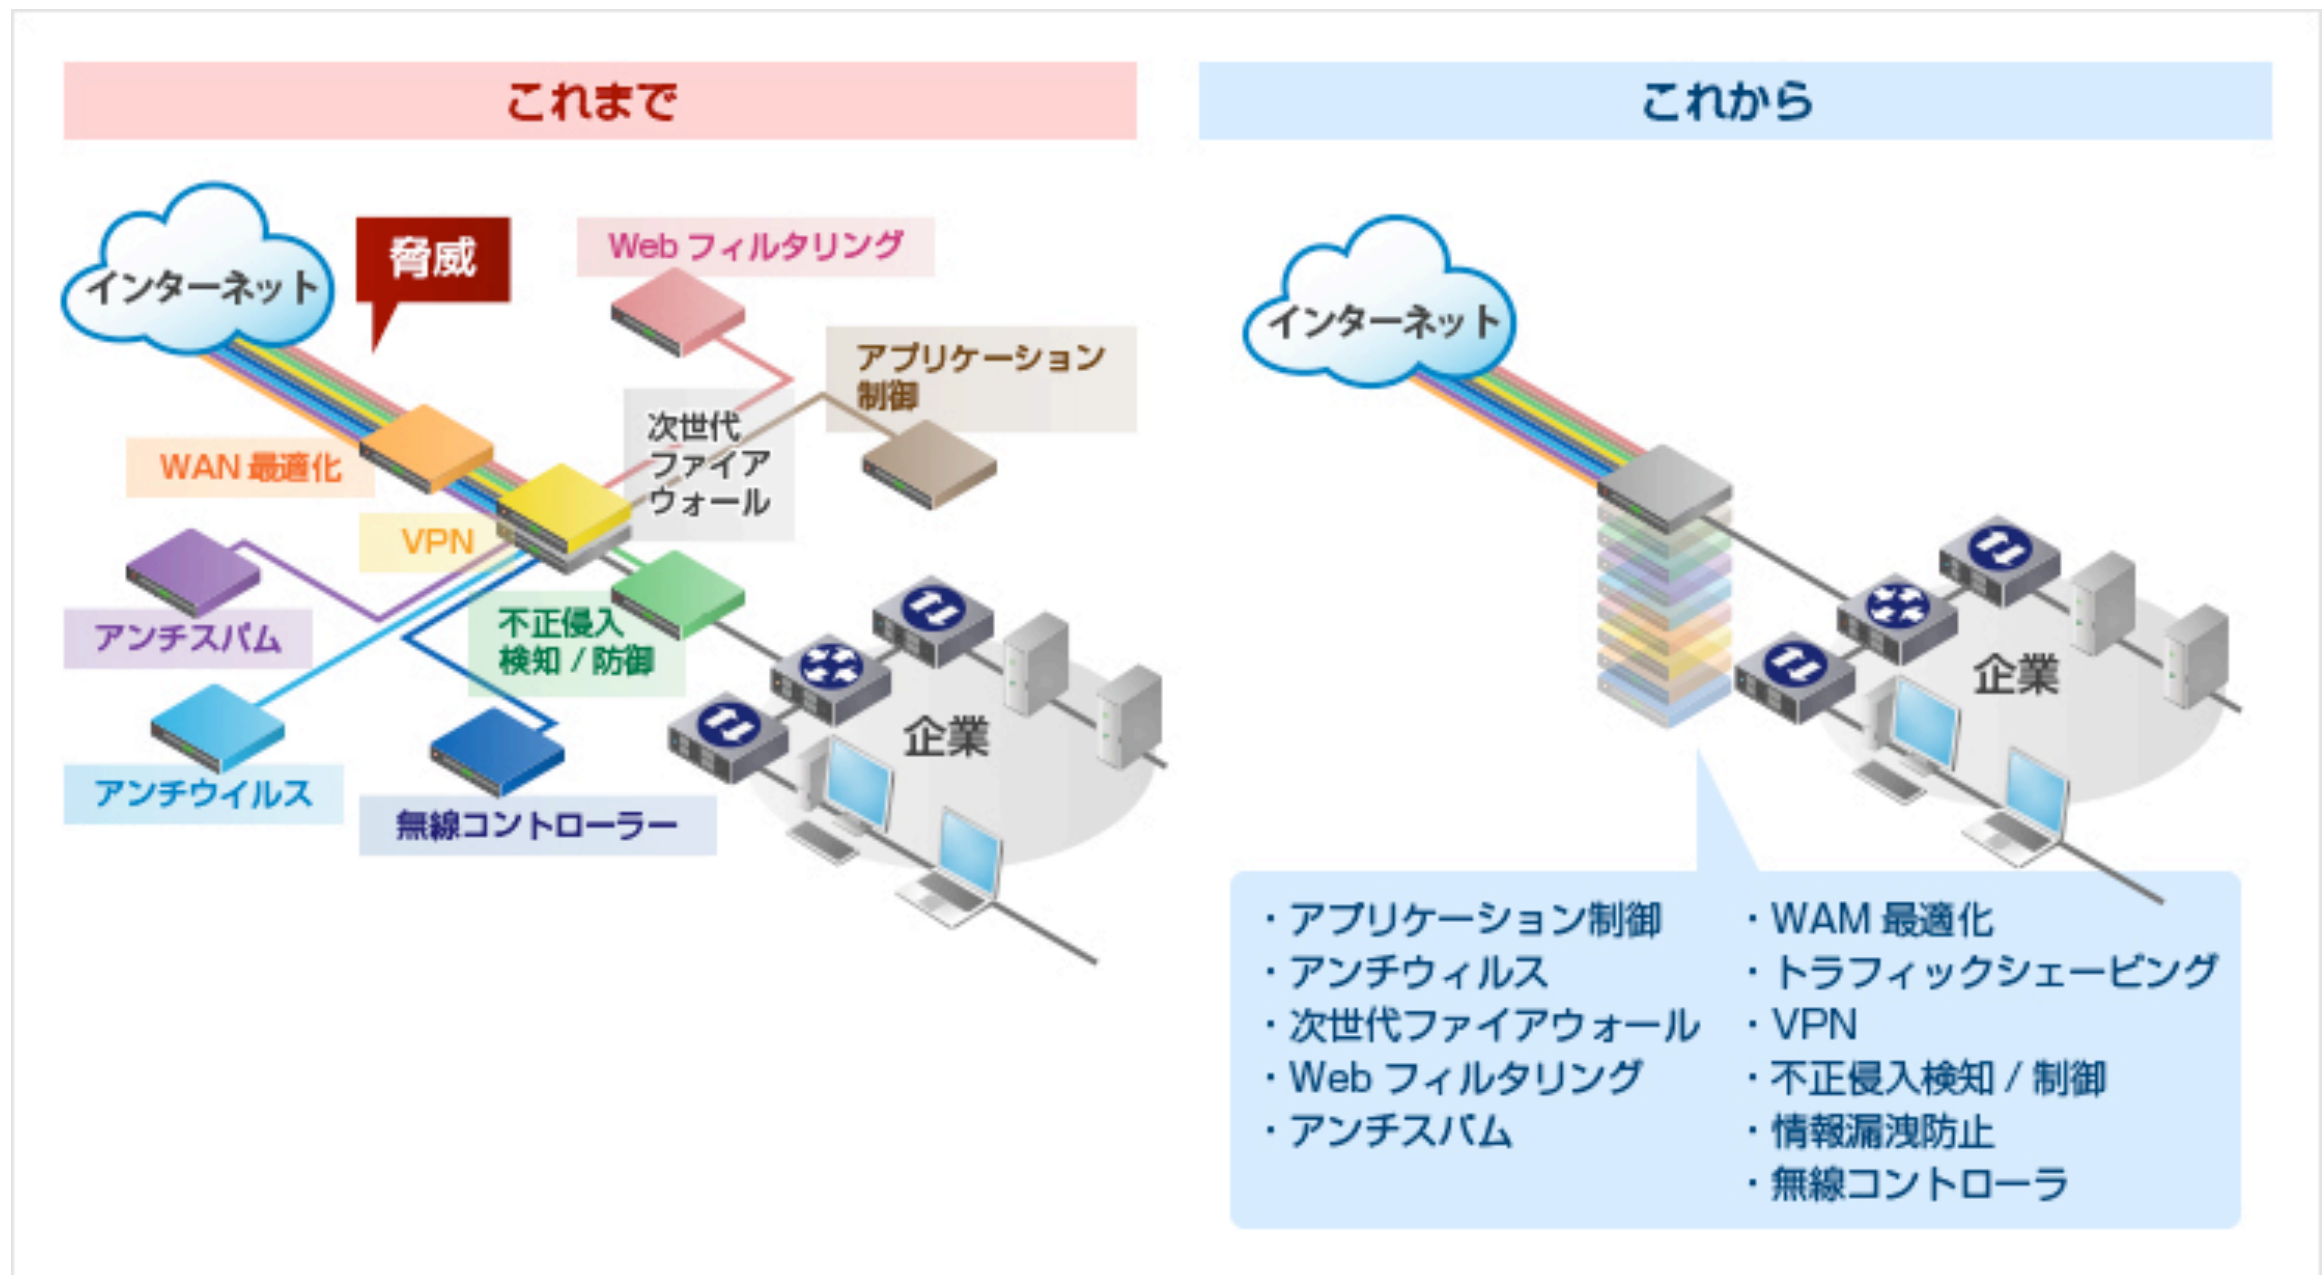 これまで
インターネット
脅威
Web フィルタリング
アプリケーション
制御
次世代
ファイア
ウォール
WAN 最適化
VPN
アンチスパム
不正侵入
検知 / 防御
アンチウイルス
無線コントローラー
企業
これから
インターネット
企業
・アプリケーション制御
・アンチウィルス
・次世代ファイアウォール
・Web フィルタリング
・アンチスパム
・WAM 最適化
・トラフィックシェーピング
・VPN
・不正侵入検知 / 制御
・情報漏洩防止
・無線コントローラ